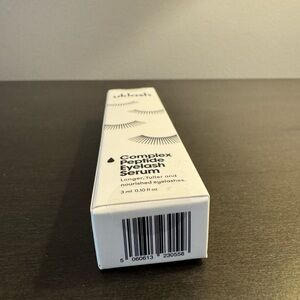 uklash
Complex
Peptide
Eyelash
Serum
Longer, fuller and
nourished eyelashes.
3 ml 0.10 fl oz
5 060613 230558